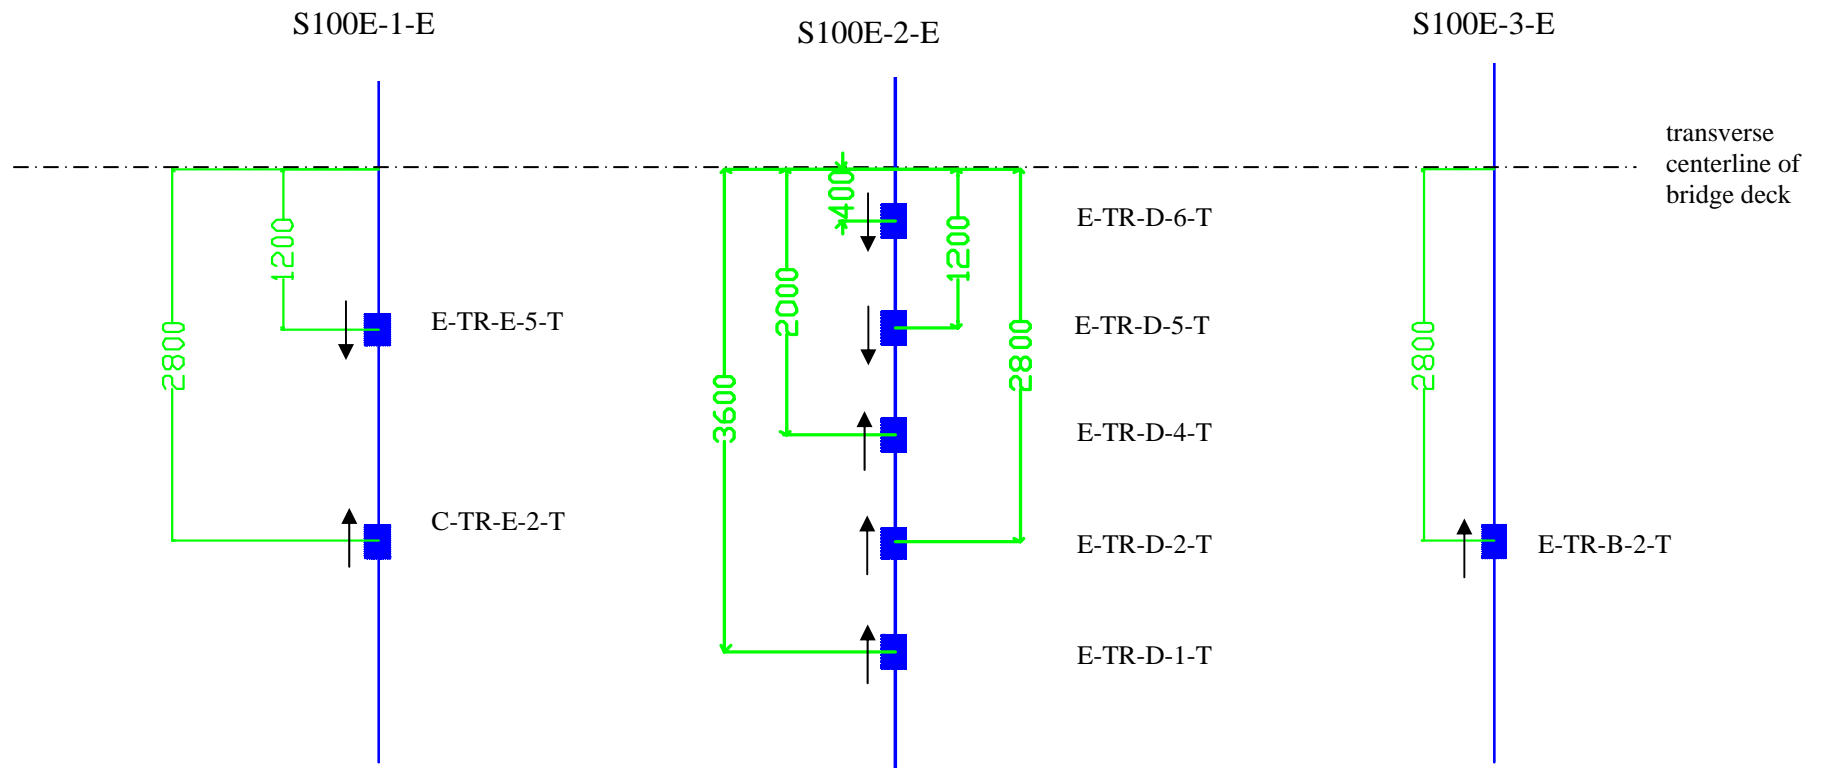 S100E-1-E
S100E-2-E
S100E-3-E
transverse
centerline of
bridge deck
400
E-TR-D-6-T
1200
1200
2000
E-TR-E-5-T
E-TR-D-5-T
2800
2800
2800
3600
E-TR-D-4-T
C-TR-E-2-T
E-TR-D-2-T
E-TR-B-2-T
E-TR-D-1-T